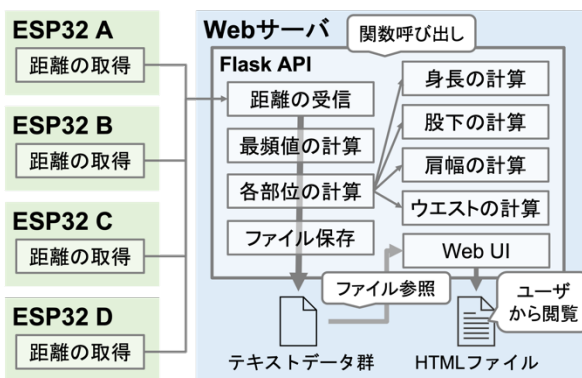 ESP32 A
距離の取得
ESP32 B
距離の取得
ESP32 C
距離の取得
ESP32 D
距離の取得
Webサーバ
関数呼び出し
Flask API
距離の受信
最頻値の計算
各部位の計算
ファイル保存
身長の計算
股下の計算
肩幅の計算
ウエストの計算
Web UI
ファイル参照
ユーザ
から閲覧
テキストデータ群
HTMLファイル